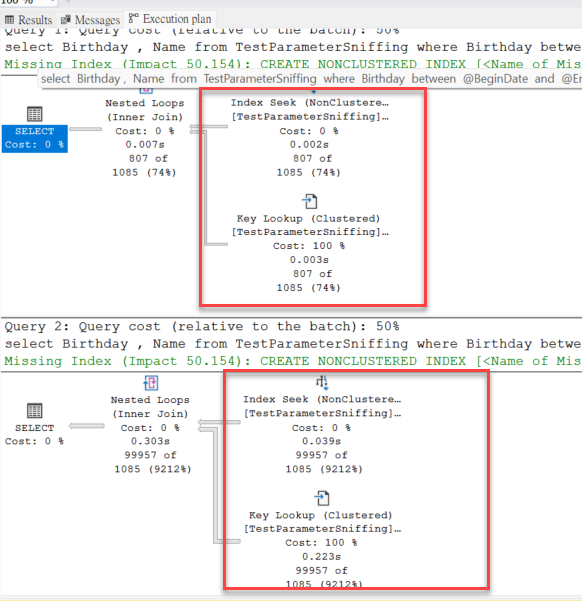 100 %
Results Messages Execution plan
Query 1: Query cost (relative to the batch): 50%
select Birthday , Name from TestParameterSniffing where Birthday betwe
Missing Index (Impact 50.154): CREATE NONCLUSTERED INDEX [<Name of Mis
select Birthday , Name from TestParameterSniffing where Birthday between @BeginDate and
SELECT
Cost: 0 %
Nested Loops
(Inner Join)
Cost: 0 %
0.007s
807 of
1085 (74%)
Index Seek (NonClustere…
[TestParameterSniffing]…
Cost: 0 %
0.002s
807 of
1085 (74%)
Key Lookup (Clustered)
[TestParameterSniffing]…
Cost: 100 %
0.003s
807 of
1085 (74%)
Query 2: Query cost (relative to the batch): 50%
select Birthday , Name from TestParameterSniffing where Birthday betwe
Missing Index (Impact 50.154): CREATE NONCLUSTERED INDEX [<Name of Mis
SELECT
Cost: 0 %
Nested Loops
(Inner Join)
Cost: 0 %
0.303s
99957 of
1085 (9212%)
Index Seek (NonClustere…
[TestParameterSniffing]…
Cost: 0 %
0.039s
99957 of
1085 (9212%)
Key Lookup (Clustered)
[TestParameterSniffing]…
Cost: 100 %
0.223s
99957 of
1085 (9212%)